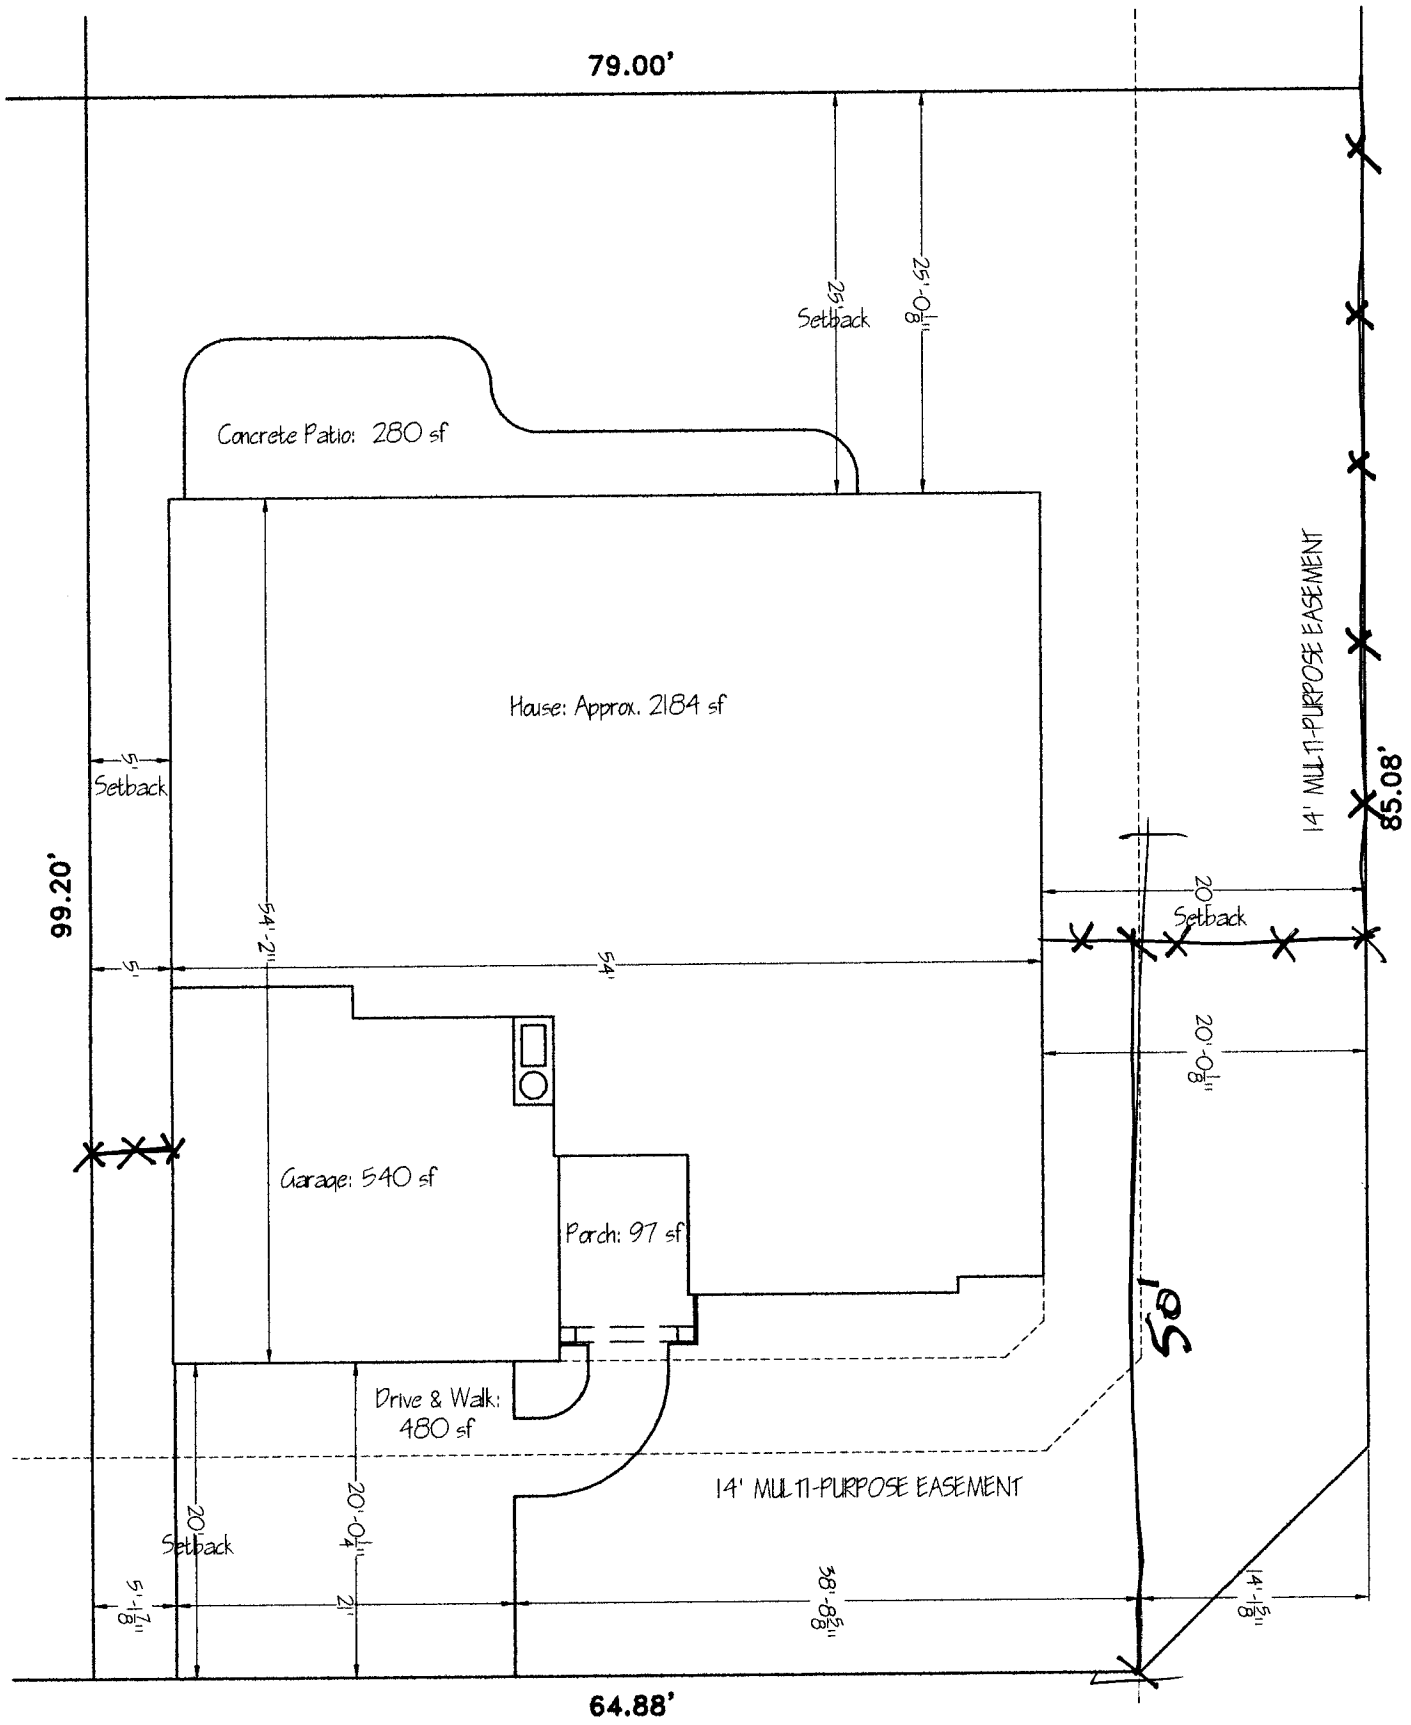 79.00'
25'
Setback
25'-0 1/8"
Concrete Patio: 280 sf
14' MULTI-PURPOSE EASEMENT
House: Approx. 2184 sf
5'
Setback
85.08'
99.20'
20'
Setback
54'-2"
5'
54'
20'-0 1/8"
Garage: 540 sf
Porch: 97 sf
50'
Drive & Walk:
480 sf
14' MULTI-PURPOSE EASEMENT
20'
Setback
20'-0 1/4"
5'-1 7/8"
21'
38'-8 5/8"
14'-1 5/8"
64.88'